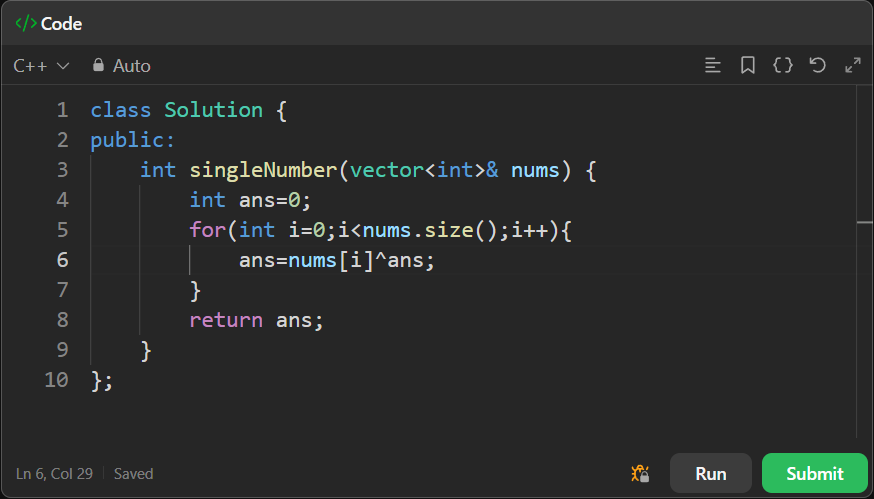 </> Code
C++ Auto
1 class Solution {
2 public:
3     int singleNumber(vector<int>& nums) {
4         int ans=0;
5         for(int i=0;i<nums.size();i++){
6             ans=nums[i]^ans;
7         }
8         return ans;
9     }
10 };
Ln 6, Col 29 Saved Run Submit